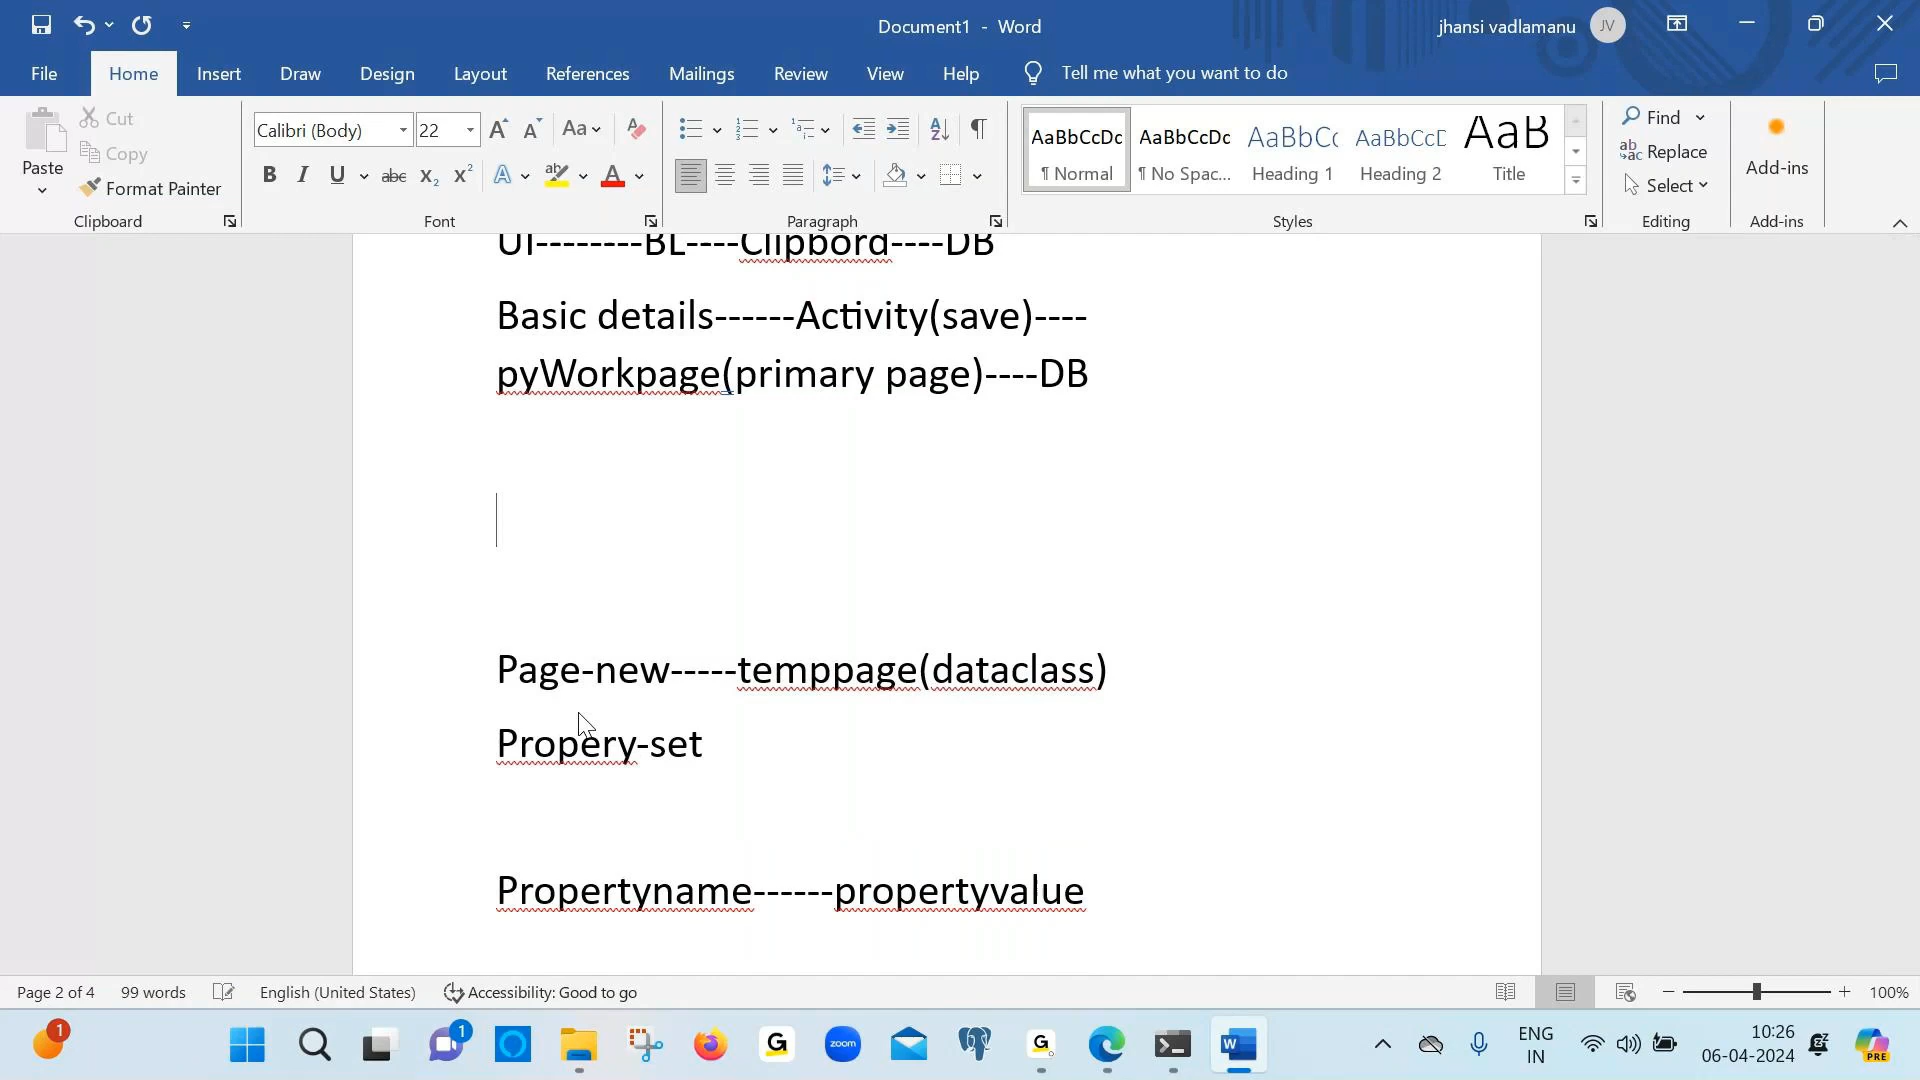 Document1 - Word
jhansi vadlamanu
JV
File
Home
Insert
Draw
Design
Layout
References
Mailings
Review
View
Help
Tell me what you want to do
Paste
Cut
Copy
Format Painter
Clipboard
Calibri (Body)
22
Font
Paragraph
AaBbCcDc
¶ Normal
AaBbCcDc
¶ No Spac...
AaBbCc
Heading 1
AaBbCcE
Heading 2
AaB
Title
Styles
Find
Replace
Select
Editing
Add-ins
Add-ins
UI--------BL----Clipbord----DB
Basic details------Activity(save)----
pyWorkpage(primary page)----DB
Page-new-----temppage(dataclass)
Propery-set
Propertyname------propertyvalue
Page 2 of 4
99 words
English (United States)
Accessibility: Good to go
100%
1
1
zoom
ENG
IN
10:26
06-04-2024
PRE